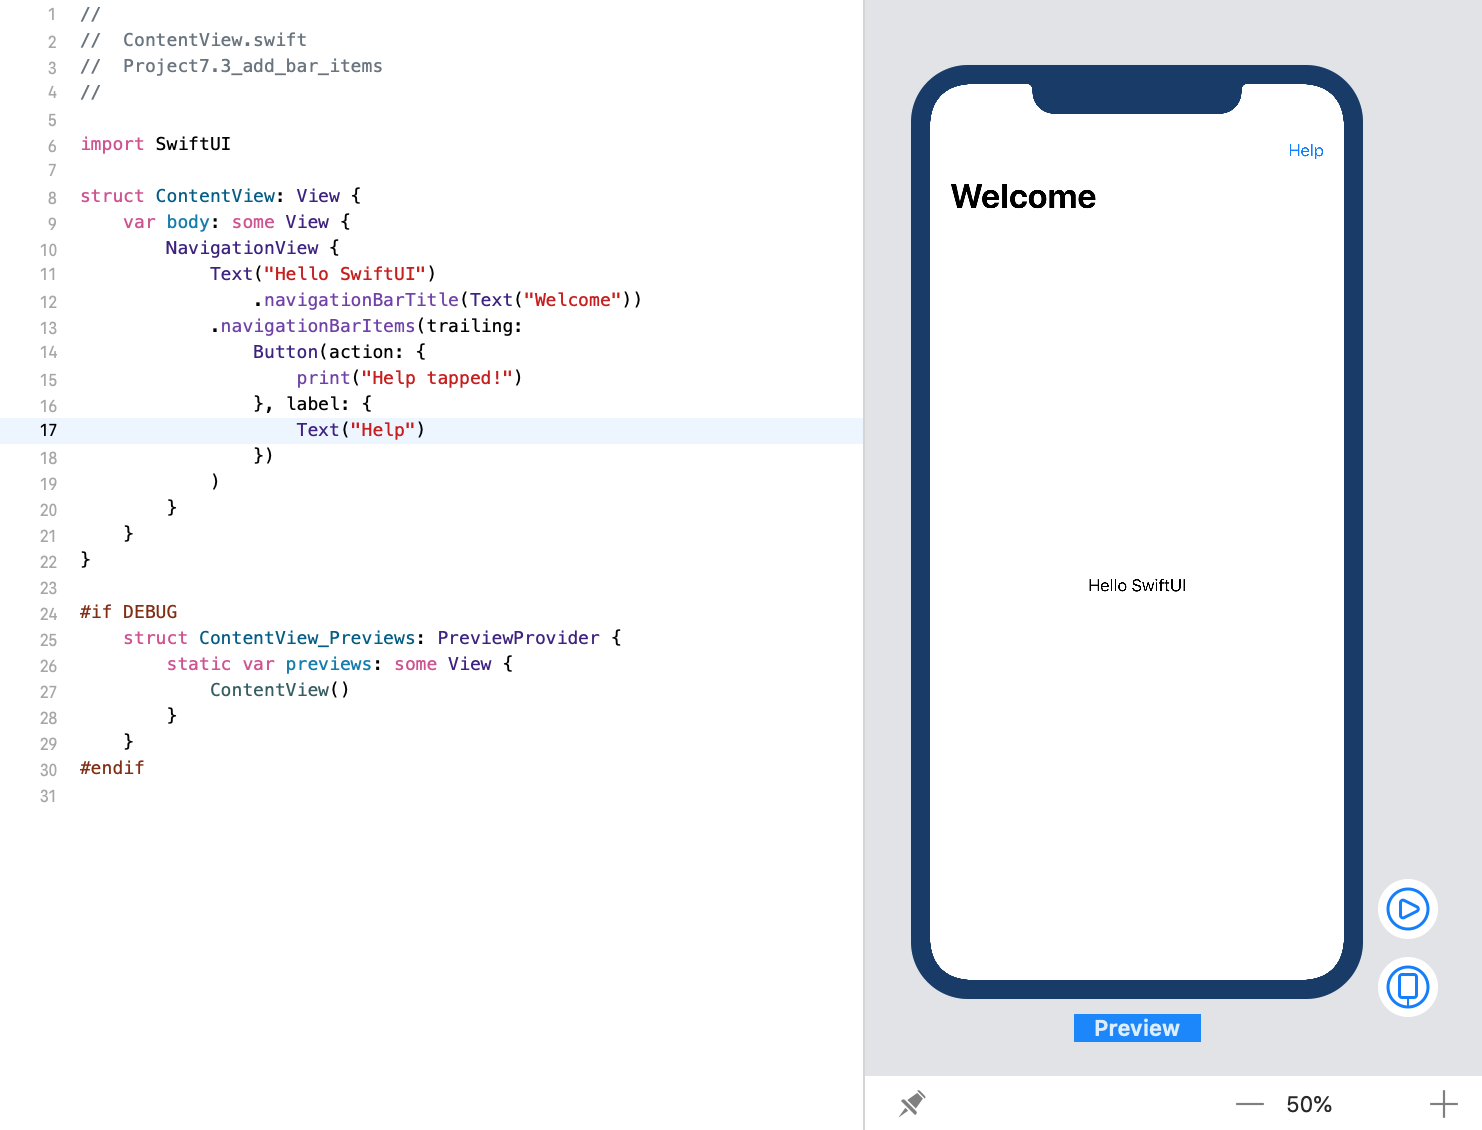 1 //
2 //  ContentView.swift
3 //  Project7.3_add_bar_items
4 //
5
6 import SwiftUI
7
8 struct ContentView: View {
9     var body: some View {
10         NavigationView {
11             Text("Hello SwiftUI")
12                 .navigationBarTitle(Text("Welcome"))
13             .navigationBarItems(trailing:
14                 Button(action: {
15                     print("Help tapped!")
16                 }, label: {
17                     Text("Help")
18                 })
19             )
20         }
21     }
22 }
23
24 #if DEBUG
25     struct ContentView_Previews: PreviewProvider {
26         static var previews: some View {
27             ContentView()
28         }
29     }
30 #endif
31
Help
Welcome
Hello SwiftUI
Preview
50%